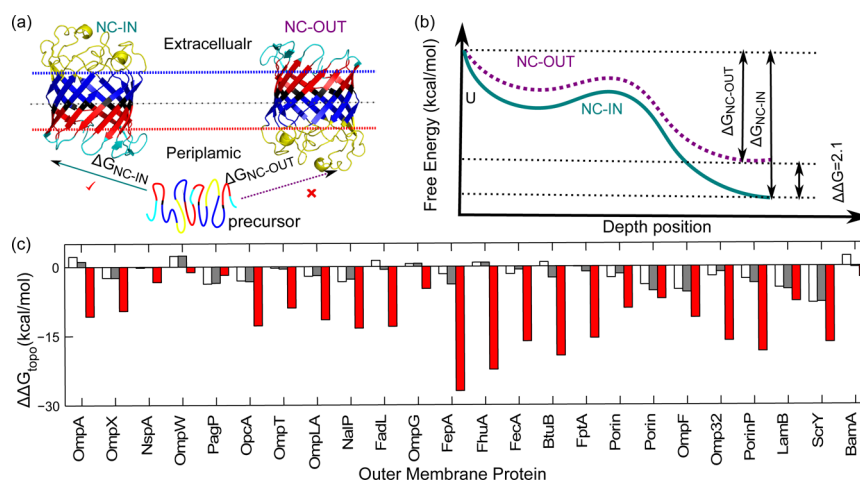 (a)
NC-IN
NC-OUT
Extracellualr
Periplamic
ΔG_NC-IN
ΔG_NC-OUT
✓
×
precursor
(b)
Free Energy (kcal/mol)
U
NC-OUT
NC-IN
ΔG_NC-OUT
ΔG_NC-IN
ΔΔG=2.1
Depth position
(c)
ΔΔG_topo(kcal/mol)
0
-15
-30
OmpA
OmpX
NspA
OmpW
PagP
OpcA
OmpT
OmpLA
NalP
FadL
OmpG
FepA
FhuA
FecA
BtuB
FptA
Porin
Porin
OmpF
Omp32
PorinP
LamB
ScrY
BamA
Outer Membrane Protein